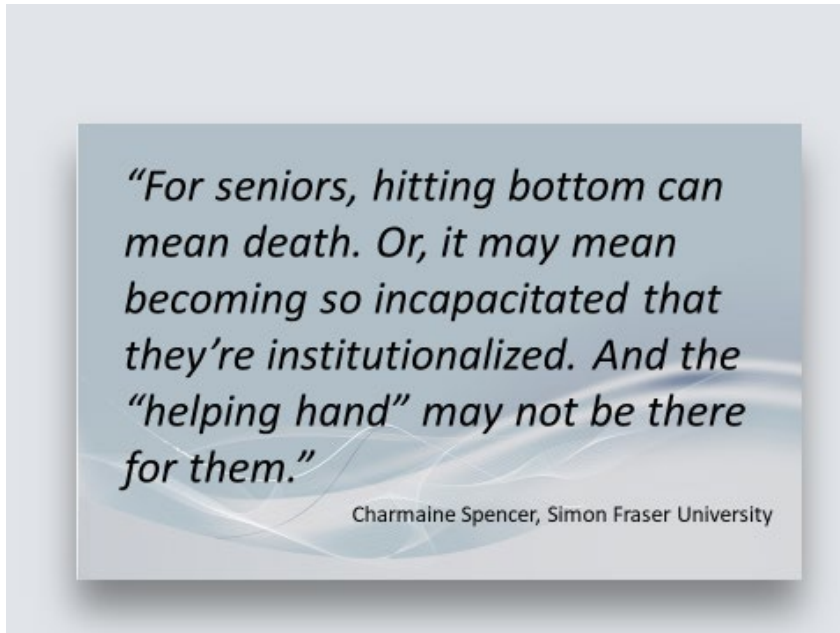 “For seniors, hitting bottom can
mean death. Or, it may mean
becoming so incapacitated that
they’re institutionalized. And the
“helping hand” may not be there
for them.”
Charmaine Spencer, Simon Fraser University